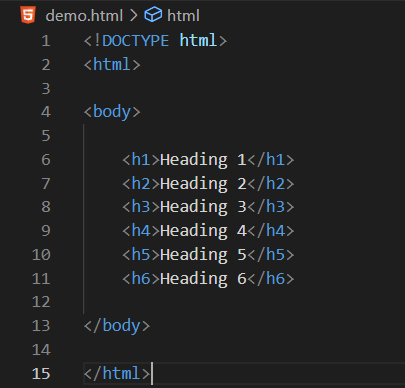 demo.html > html
1 <!DOCTYPE html>
2 <html>
3
4 <body>
5
6 <h1>Heading 1</h1>
7 <h2>Heading 2</h2>
8 <h3>Heading 3</h3>
9 <h4>Heading 4</h4>
10 <h5>Heading 5</h5>
11 <h6>Heading 6</h6>
12
13 </body>
14
15 </html>